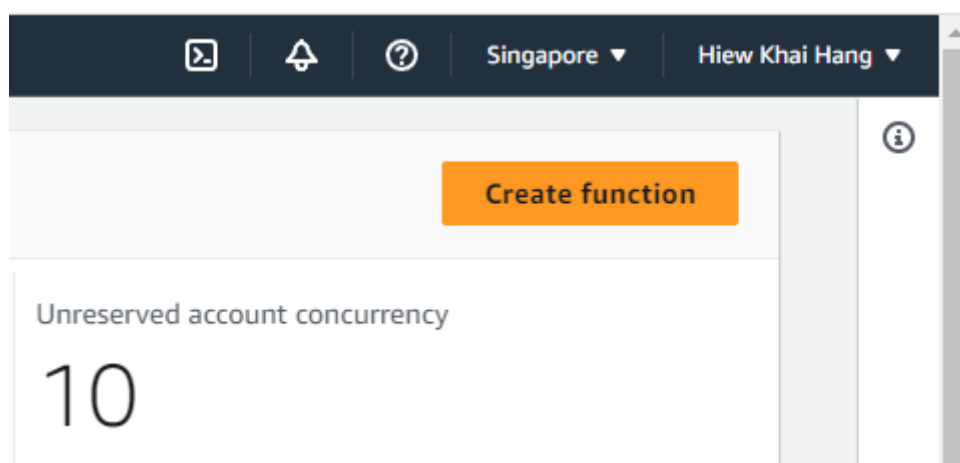 Singapore ▼ Hiew Khai Hang ▼
Create function
Unreserved account concurrency
10